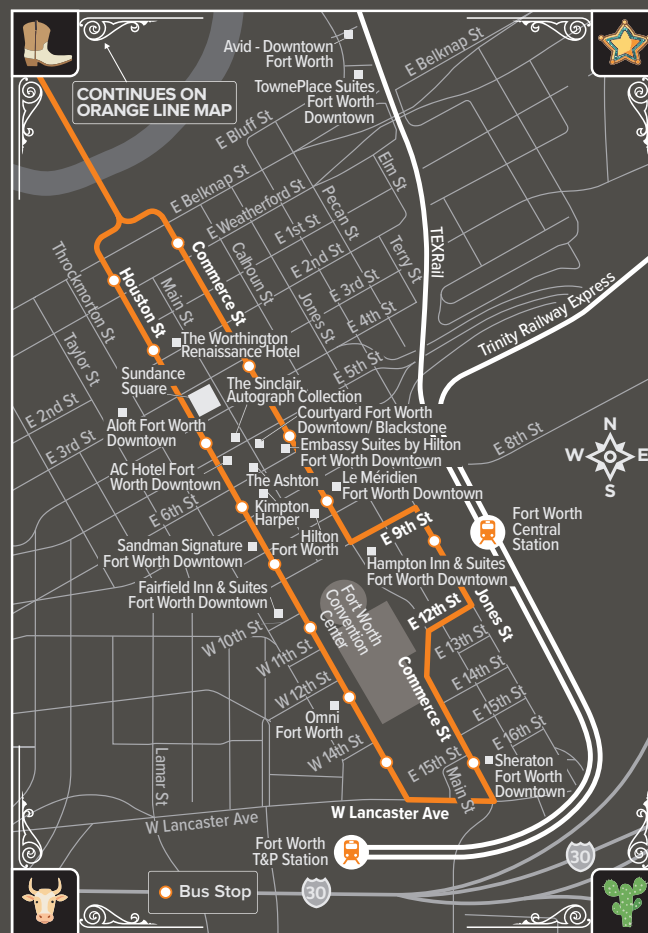 Avid - Downtown
Fort Worth
E Belknap St
TownePlace Suites,
Fort Worth
Downtown
CONTINUES ON
ORANGE LINE MAP
E Bluff St
Elm St
E Belknap St
E Weatherford St
Pecan St
Commerce St
E 1st St
Calhoun St
E 2nd St
Terry St
TEXRail
Throckmorton St
Houston St
Main St
Jones St
E 3rd St
E 4th St
Trinity Railway Express
The Worthington
Renaissance Hotel
Taylor St
Sundance
Square
The Sinclair,
Autograph Collection
E 5th St
E 2nd St
Aloft Fort Worth
Downtown
Courtyard Fort Worth
Downtown/ Blackstone
E 8th St
N
W
E
S
E 3rd St
Embassy Suites by Hilton
Fort Worth Downtown
AC Hotel Fort
Worth Downtown
The Ashton
Le Méridien
Fort Worth Downtown
E 6th St
Kimpton
Harper
Hilton
Fort Worth
E 9th St
Fort Worth
Central
Station
Sandman Signature
Fort Worth Downtown
Hampton Inn & Suites
Fort Worth Downtown
Fairfield Inn & Suites
Fort Worth Downtown
Fort Worth
Convention
Center
E 12th St
Jones St
W 10th St
E 13th St
W 11th St
Commerce St
E 14th St
W 12th St
E 15th St
Omni
Fort Worth
E 16th St
W 14th St
E 15th St
Main St
Sheraton
Fort Worth
Downtown
Lamar St
W Lancaster Ave
W Lancaster Ave
Fort Worth
T&P Station
30
Bus Stop
30